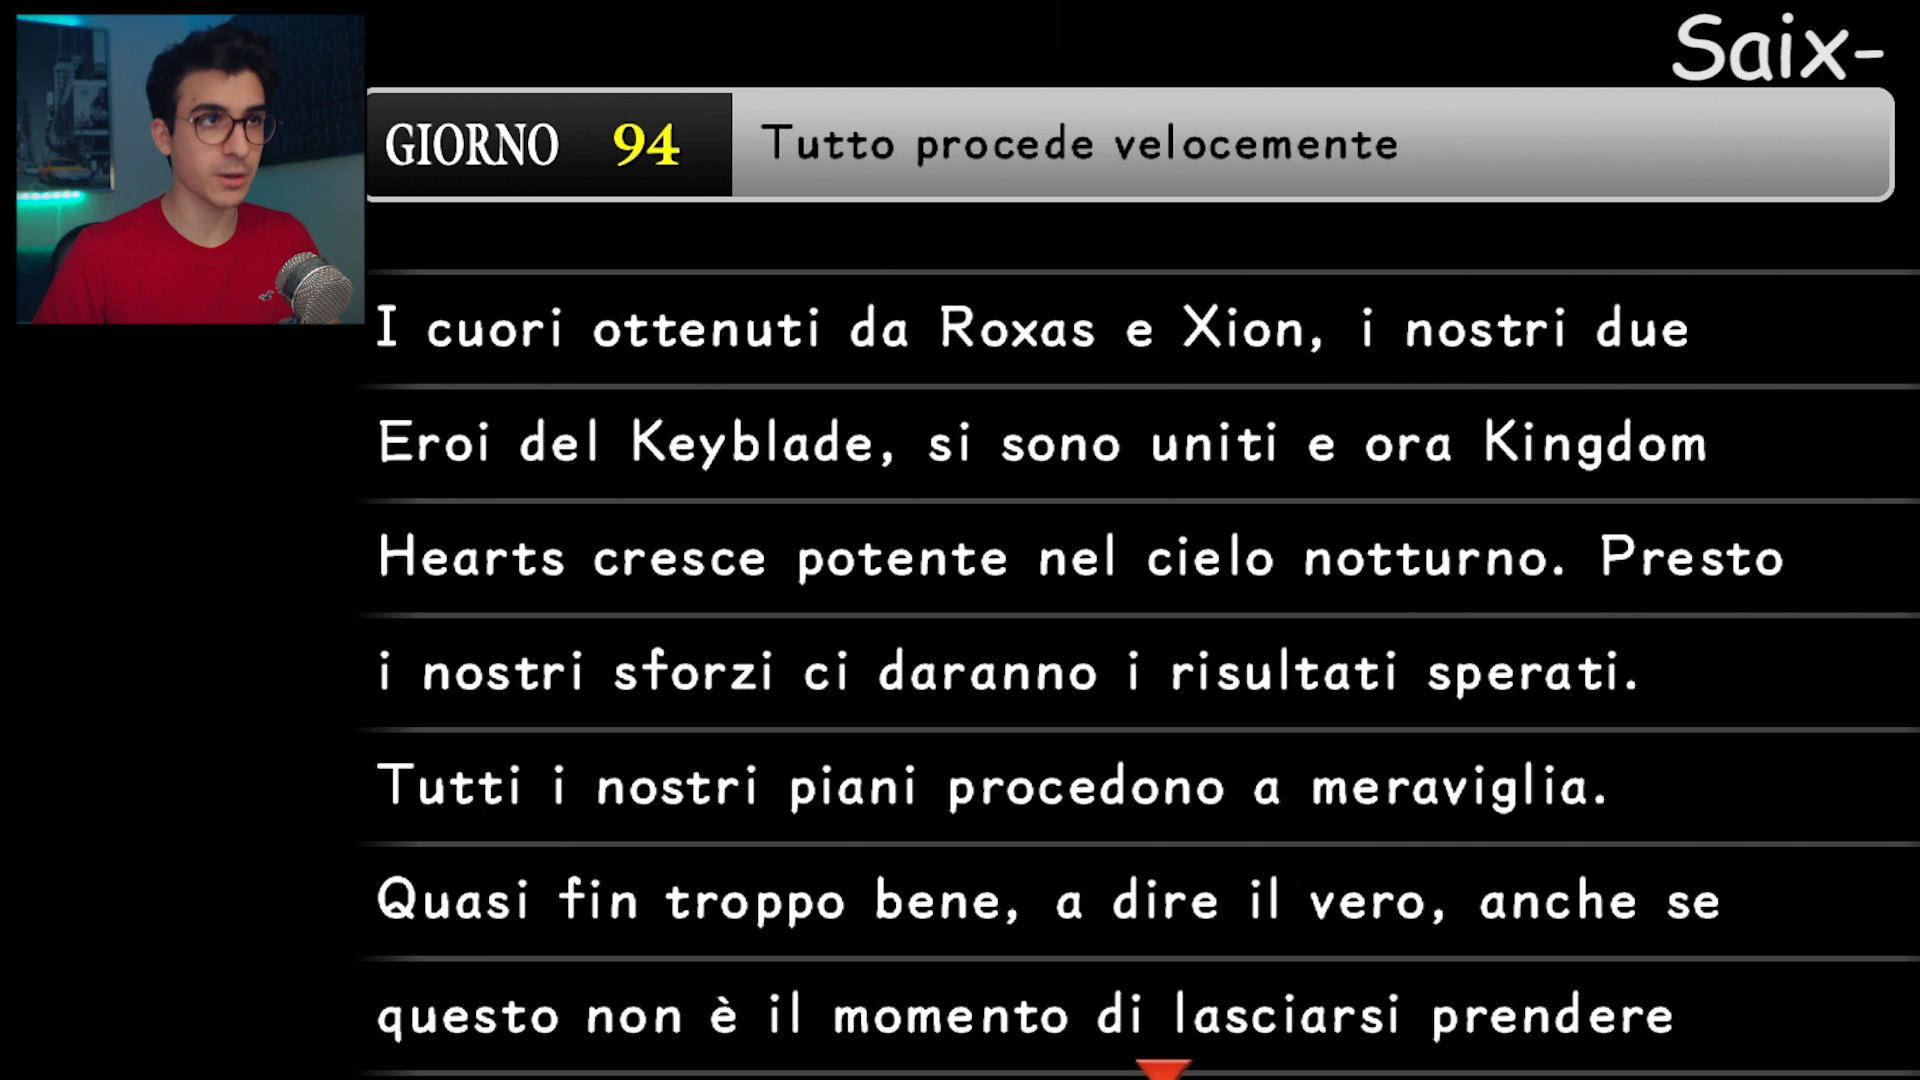 Saix-
GIORNO 94 Tutto procede velocemente
I cuori ottenuti da Roxas e Xion, i nostri due
Eroi del Keyblade, si sono uniti e ora Kingdom
Hearts cresce potente nel cielo notturno. Presto
i nostri sforzi ci daranno i risultati sperati.
Tutti i nostri piani procedono a meraviglia.
Quasi fin troppo bene, a dire il vero, anche se
questo non è il momento di lasciarsi prendere